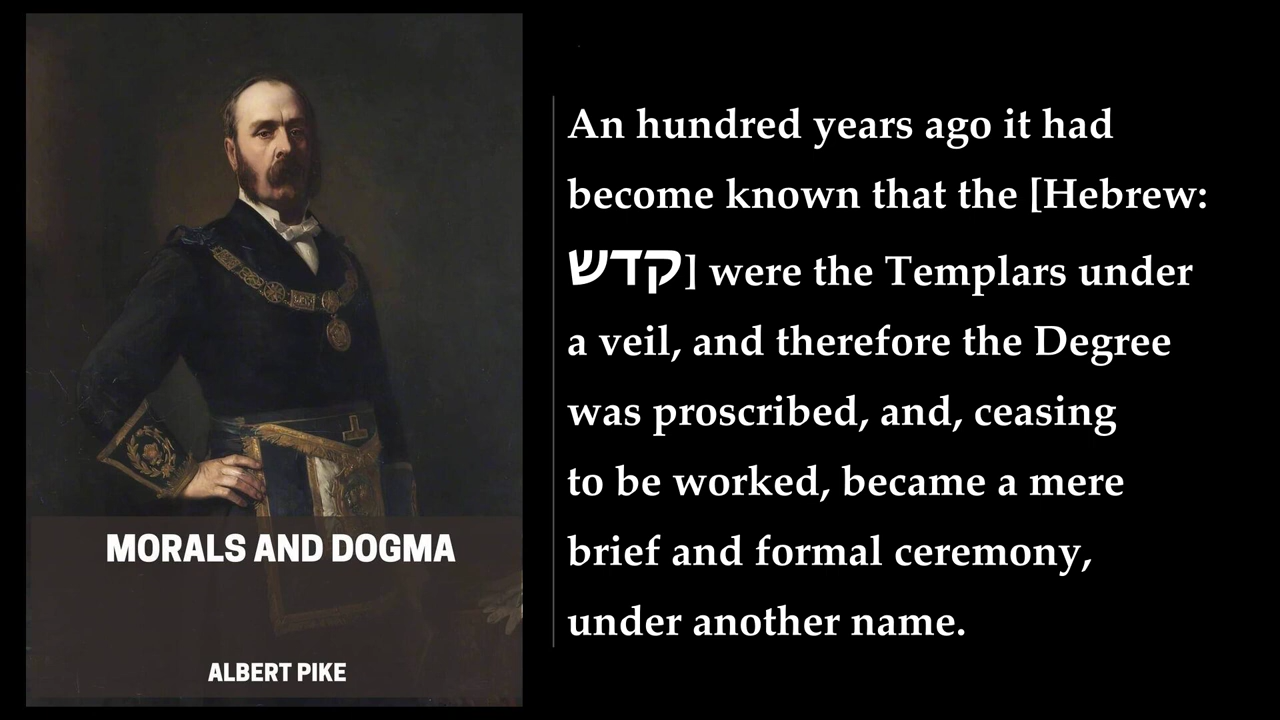 MORALS AND DOGMA
ALBERT PIKE
An hundred years ago it had
become known that the [Hebrew:
קדש] were the Templars under
a veil, and therefore the Degree
was proscribed, and, ceasing
to be worked, became a mere
brief and formal ceremony,
under another name.